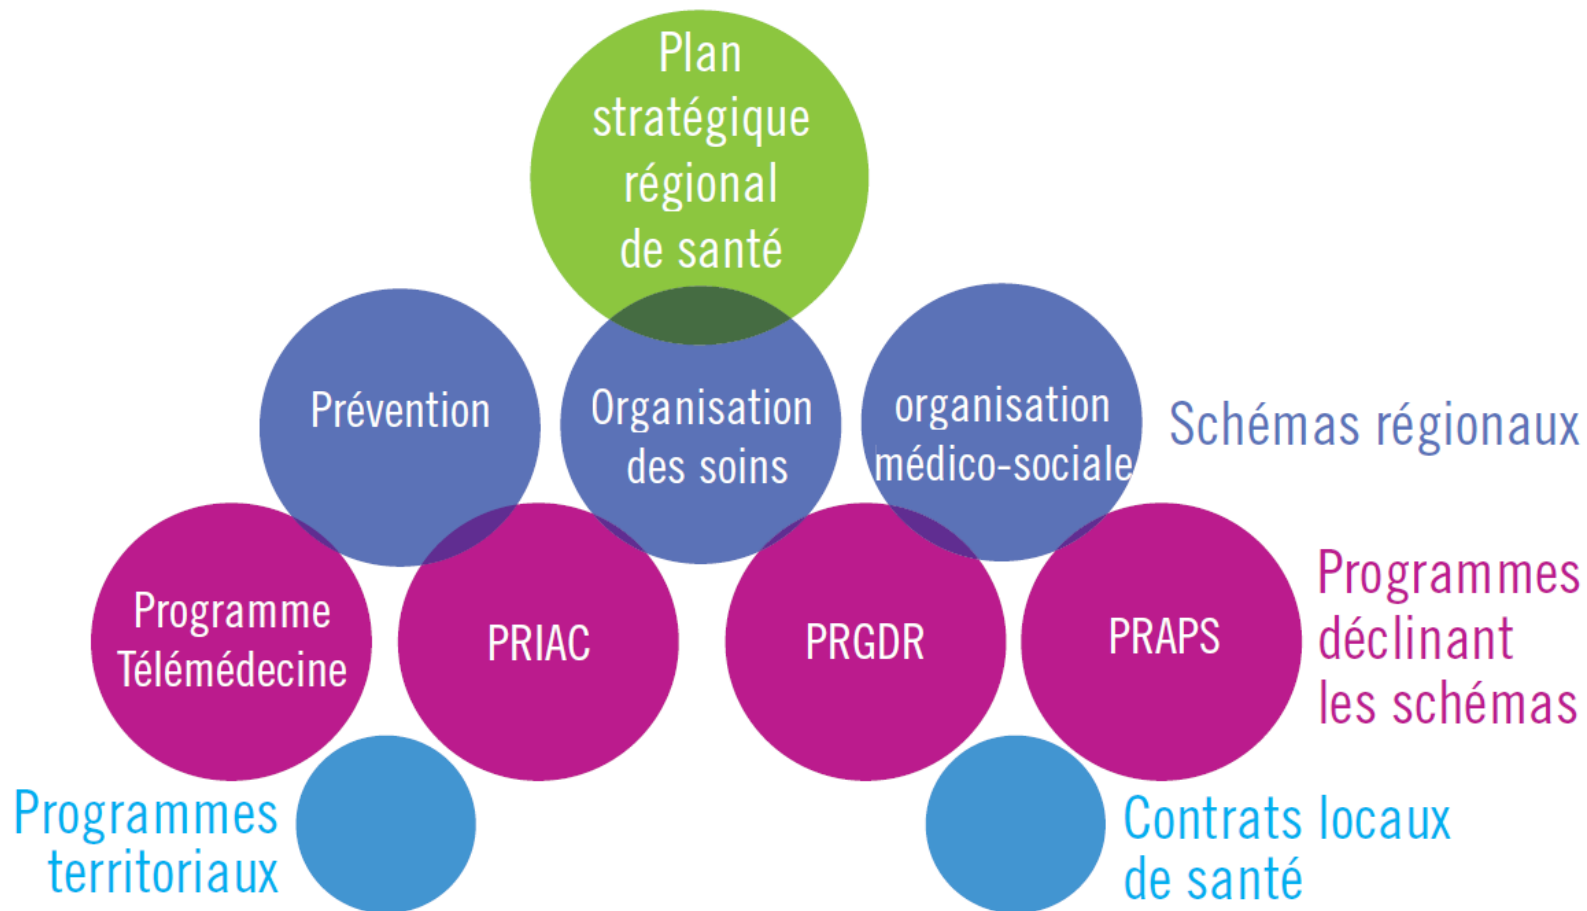 Plan
stratégique
régional
de santé
Prévention
Organisation
des soins
organisation
médico-sociale
Schémas régionaux
Programme
Télémédecine
PRIAC
PRGDR
PRAPS
Programmes
déclinant
les schémas
Programmes
territoriaux
Contrats locaux
de santé